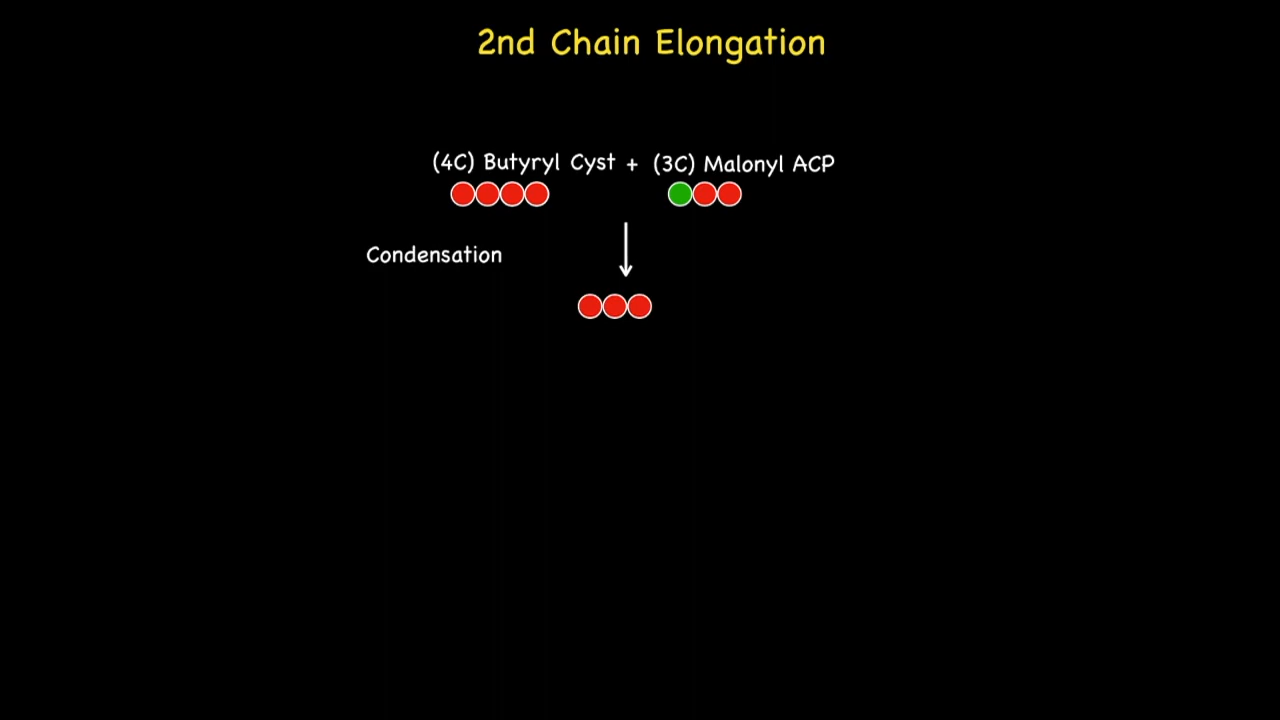 2nd Chain Elongation
(4C) Butyryl Cyst + (3C) Malonyl ACP
Condensation